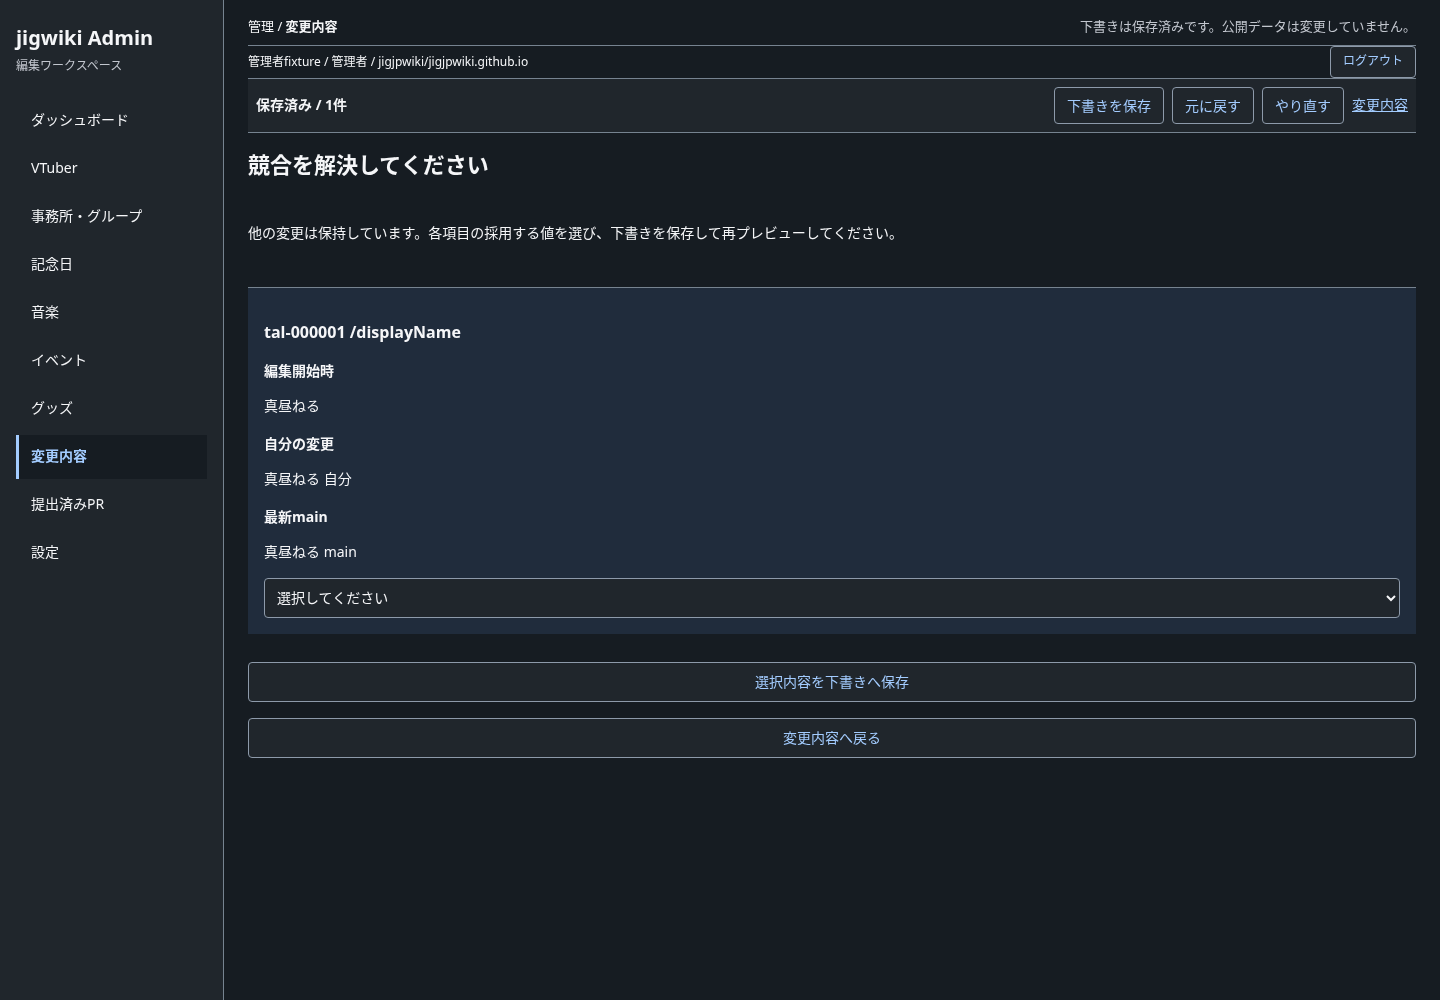 jigwiki Admin
編集ワークスペース
ダッシュボード
VTuber
事務所・グループ
記念日
音楽
イベント
グッズ
変更内容
提出済みPR
設定
管理 / 変更内容
下書きは保存済みです。公開データは変更していません。
管理者fixture / 管理者 / jigjpwiki/jigjpwiki.github.io
ログアウト
保存済み / 1件
下書きを保存
元に戻す
やり直す
変更内容
競合を解決してください
他の変更は保持しています。各項目の採用する値を選び、下書きを保存して再プレビューしてください。
tal-000001 /displayName
編集開始時
真昼ねる
自分の変更
真昼ねる 自分
最新main
真昼ねる main
選択してください
選択内容を下書きへ保存
変更内容へ戻る